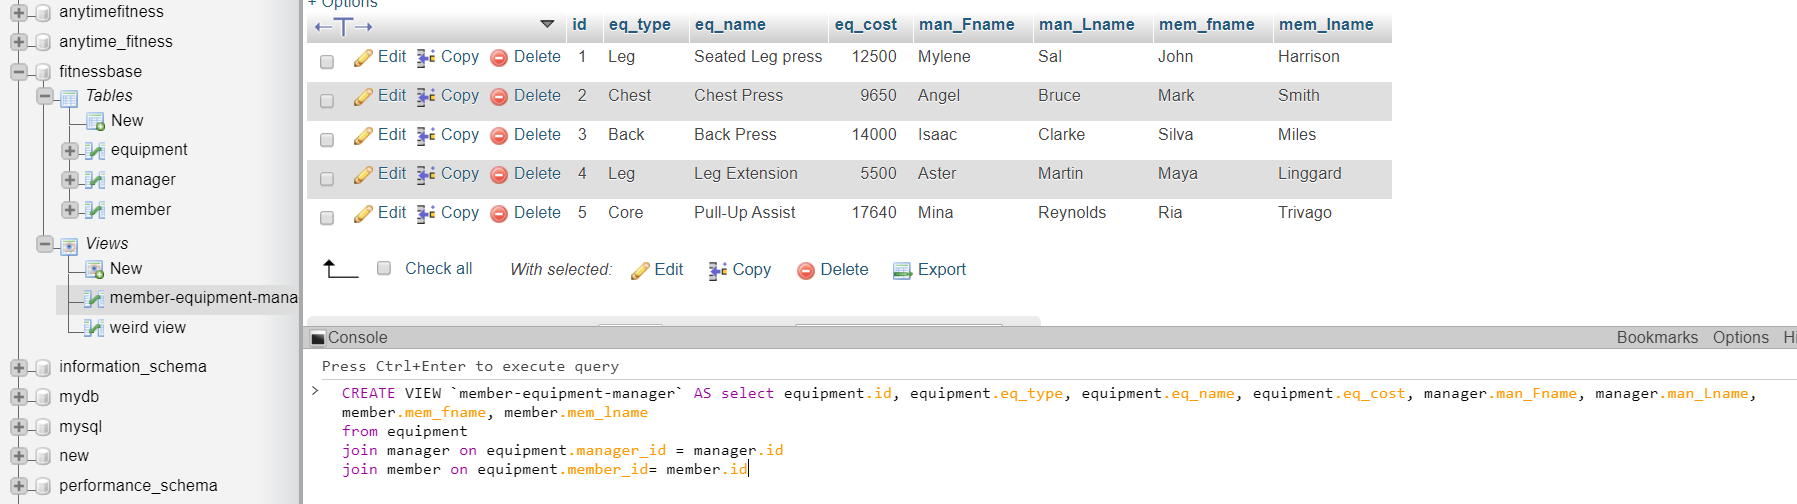 anytimefitness
anytime_fitness
fitnessbase
Tables
New
equipment
manager
member
Views
New
member-equipment-mana
weird view
information_schema
mydb
mysql
new
performance_schema
+ Options
id eq_type eq_name eq_cost man_Fname man_Lname mem_fname mem_lname
Edit Copy Delete 1 Leg Seated Leg press 12500 Mylene Sal John Harrison
Edit Copy Delete 2 Chest Chest Press 9650 Angel Bruce Mark Smith
Edit Copy Delete 3 Back Back Press 14000 Isaac Clarke Silva Miles
Edit Copy Delete 4 Leg Leg Extension 5500 Aster Martin Maya Linggard
Edit Copy Delete 5 Core Pull-Up Assist 17640 Mina Reynolds Ria Trivago
Check all With selected: Edit Copy Delete Export
Console Bookmarks Options Hi
Press Ctrl+Enter to execute query
> CREATE VIEW `member-equipment-manager` AS select equipment.id, equipment.eq_type, equipment.eq_name, equipment.eq_cost, manager.man_Fname, manager.man_Lname,
member.mem_fname, member.mem_lname
from equipment
join manager on equipment.manager_id = manager.id
join member on equipment.member_id= member.id